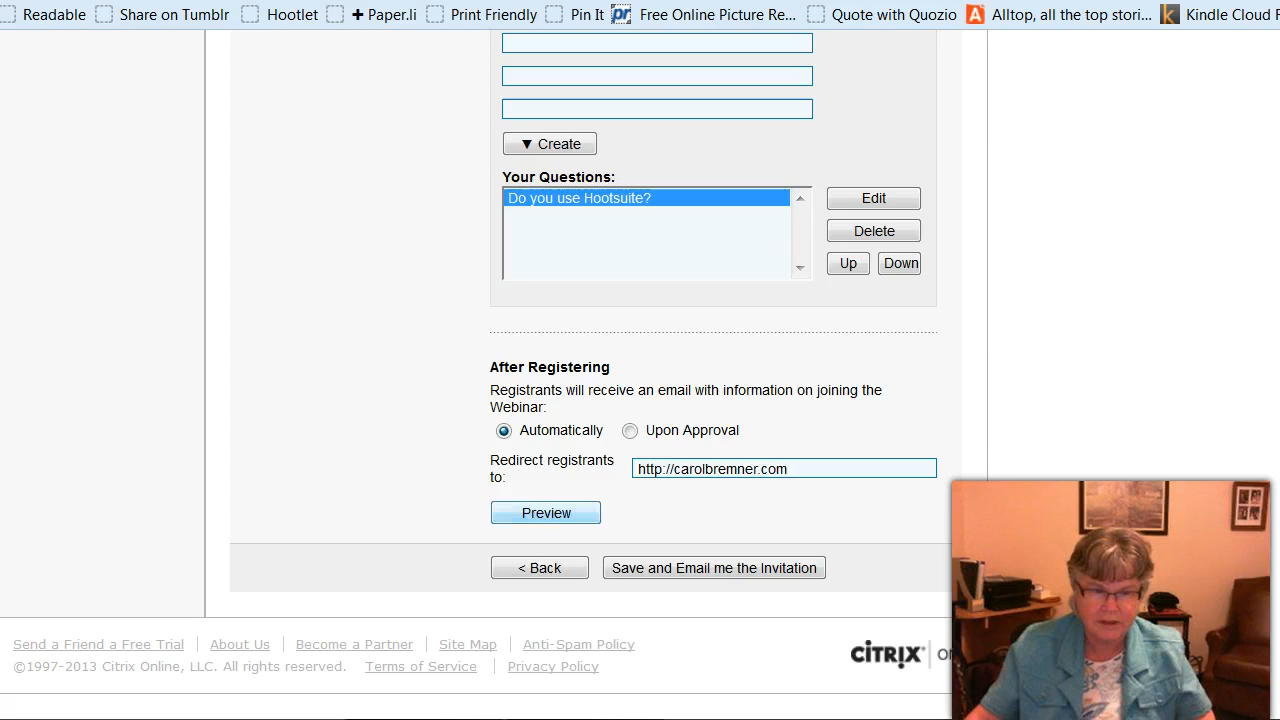 Readable Share on Tumblr Hootlet + Paper.li Print Friendly Pin It pr Free Online Picture Re... Quote with Quozio A Alltop, all the top stori... k Kindle Cloud
▼ Create
Your Questions:
Do you use Hootsuite?
Edit
Delete
Up Down
After Registering
Registrants will receive an email with information on joining the
Webinar:
Automatically Upon Approval
Redirect registrants
to:
http://carolbremner.com
Preview
< Back Save and Email me the Invitation
Send a Friend a Free Trial About Us Become a Partner Site Map Anti-Spam Policy
©1997-2013 Citrix Online, LLC. All rights reserved. Terms of Service Privacy Policy
CITRIX